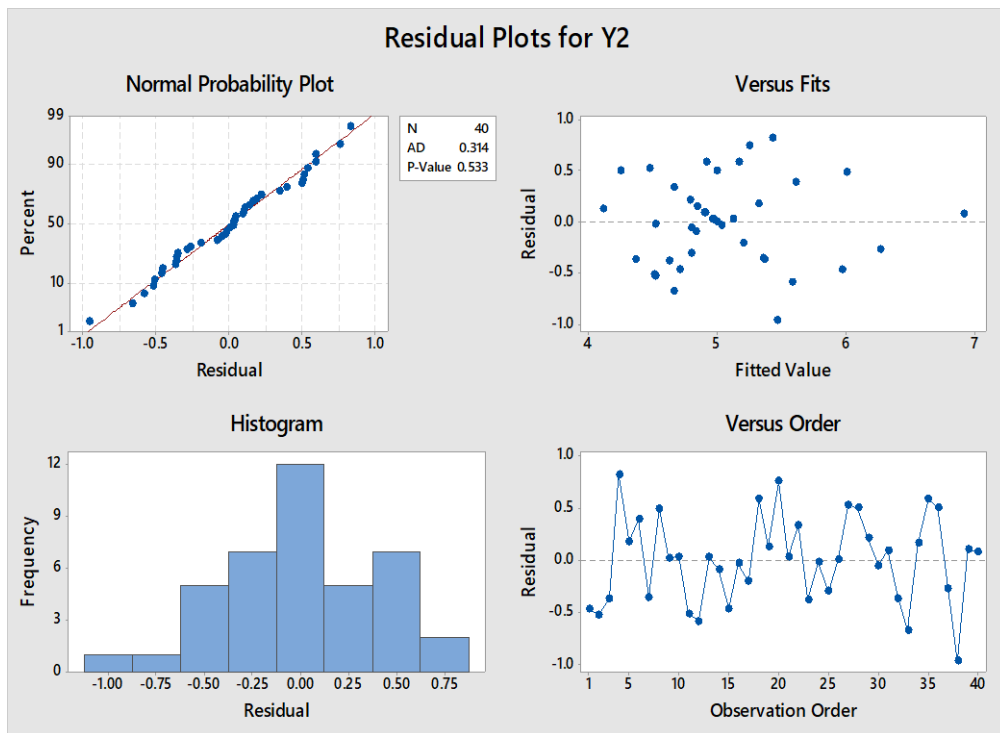 Residual Plots for Y2
Normal Probability Plot
99
90
50
10
1
Percent
-1.0 -0.5 0.0 0.5 1.0
Residual
N 40
AD 0.314
P-Value 0.533
Versus Fits
1.0
0.5
0.0
-0.5
-1.0
Residual
4 5 6 7
Fitted Value
Histogram
12
9
6
3
0
Frequency
-1.00 -0.75 -0.50 -0.25 0.00 0.25 0.50 0.75
Residual
Versus Order
1.0
0.5
0.0
-0.5
-1.0
Residual
1 5 10 15 20 25 30 35 40
Observation Order